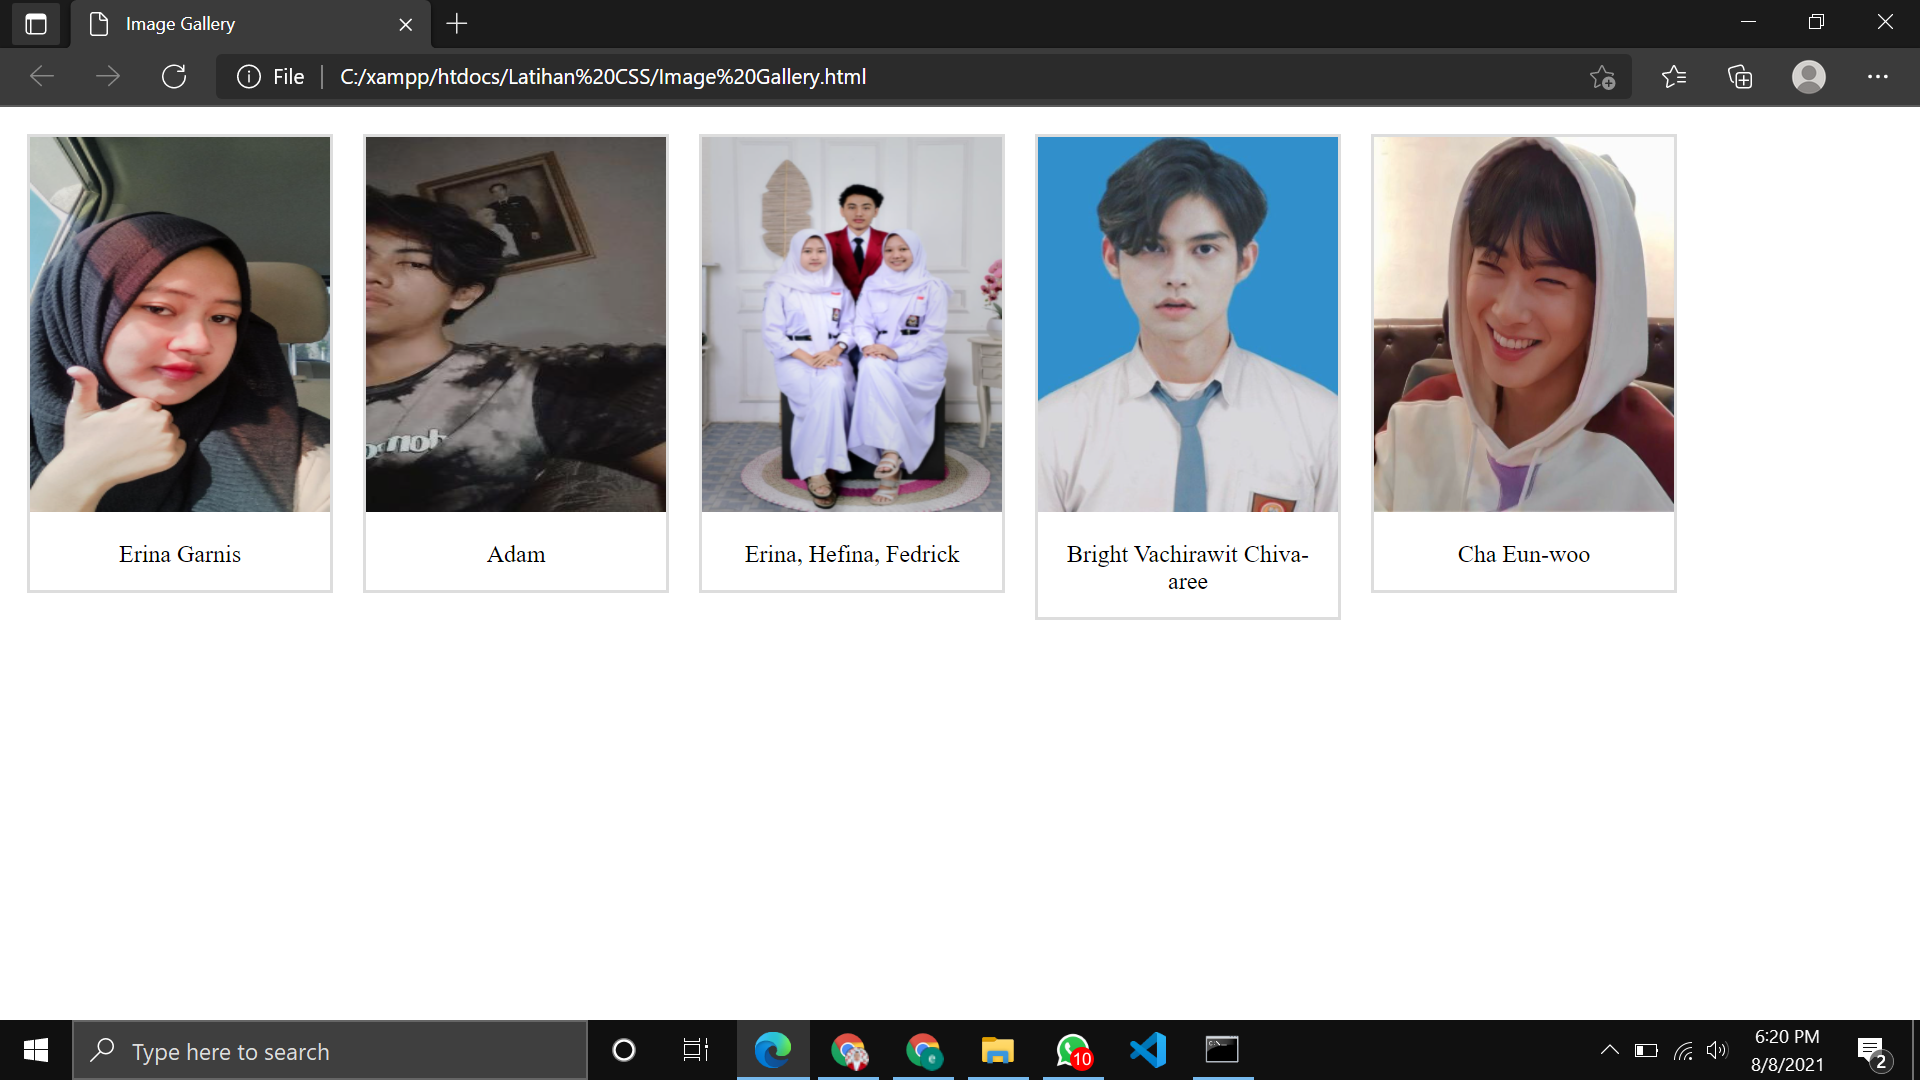 Image Gallery
File
C:/xampp/htdocs/Latihan%20CSS/Image%20Gallery.html
Erina Garnis
Adam
Erina, Hefina, Fedrick
Bright Vachirawit Chiva-
aree
Cha Eun-woo
Type here to search
10
6:20 PM
8/8/2021
2